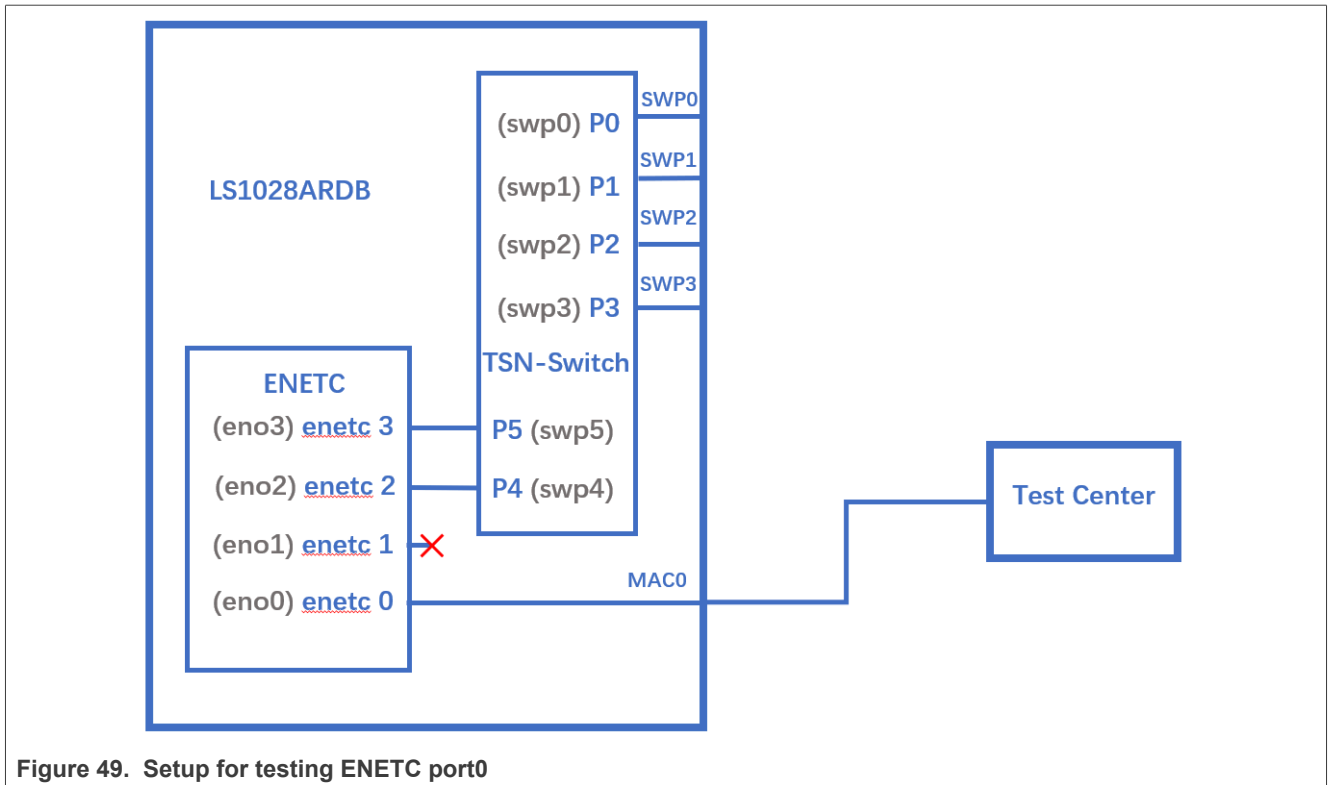 SWP0
(swp0) P0
SWP1
LS1028ARDB
(swp1) P1
SWP2
(swp2) P2
SWP3
(swp3) P3
TSN-Switch
ENETC
(eno3) enetc 3
P5 (swp5)
(eno2) enetc 2
P4 (swp4)
Test Center
(eno1) enetc 1
MAC0
(eno0) enetc 0
Figure 49. Setup for testing ENETC port0